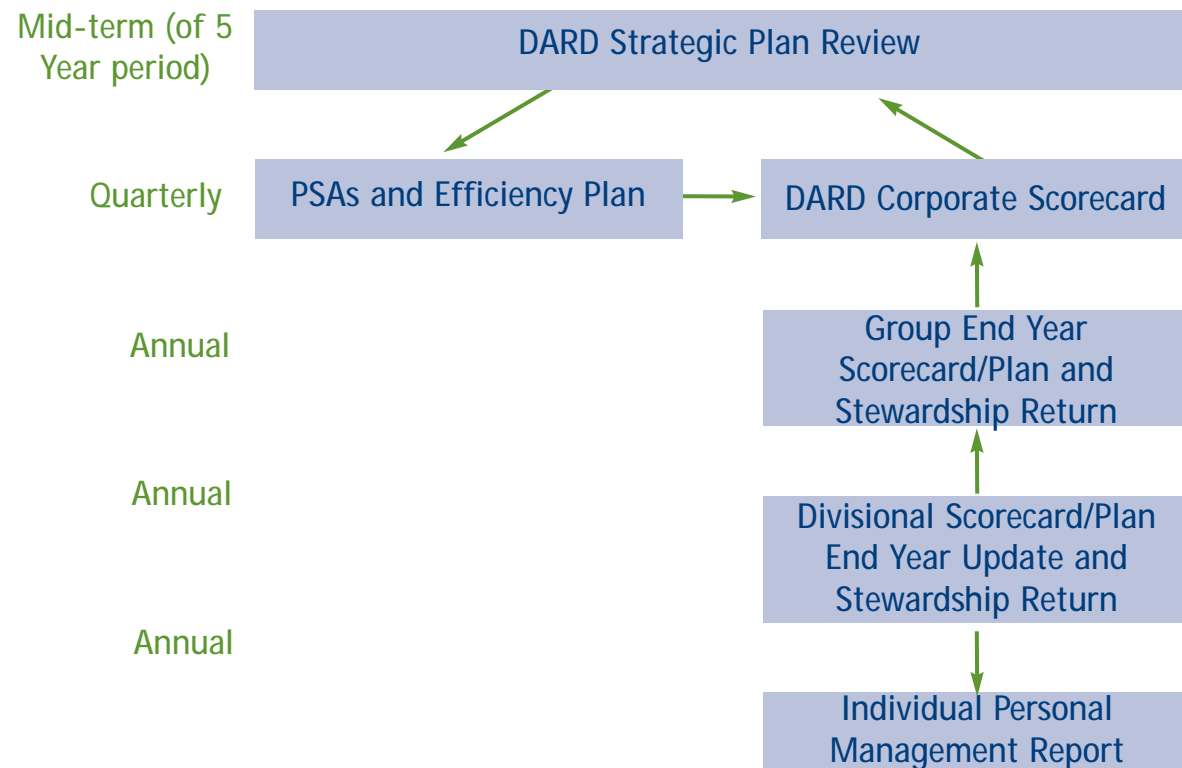 Mid-term (of 5
Year period)
DARD Strategic Plan Review
Quarterly
PSAs and Efficiency Plan
DARD Corporate Scorecard
Annual
Group End Year
Scorecard/Plan and
Stewardship Return
Annual
Divisional Scorecard/Plan
End Year Update and
Stewardship Return
Annual
Individual Personal
Management Report